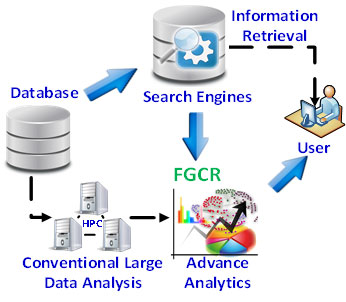 Information
Retrieval
Database
Search Engines
User
FGCR
HPC
Conventional Large
Data Analysis
Advance
Analytics